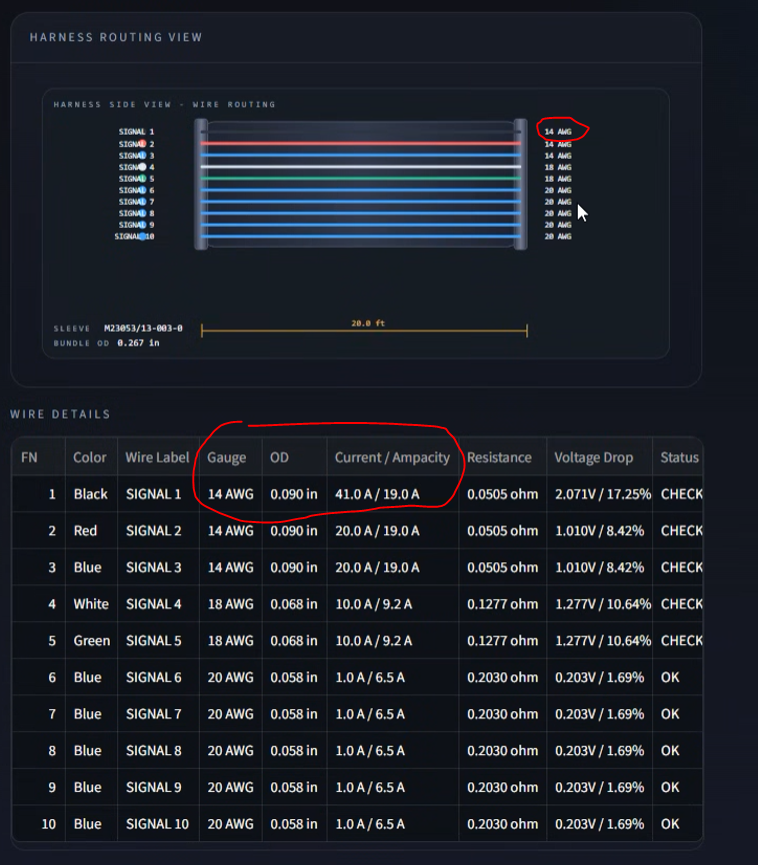 HARNESS ROUTING VIEW
HARNESS SIDE VIEW - WIRE ROUTING
SIGNAL 1 14 AWG
SIGNAL 2 14 AWG
SIGNAL 3 14 AWG
SIGNAL 4 18 AWG
SIGNAL 5 18 AWG
SIGNAL 6 20 AWG
SIGNAL 7 20 AWG
SIGNAL 8 20 AWG
SIGNAL 9 20 AWG
SIGNAL 10 20 AWG
SLEEVE M23053/13-003-0
20.0 ft
BUNDLE OD 0.267 in
WIRE DETAILS
FN Color Wire Label Gauge OD Current / Ampacity Resistance Voltage Drop Status
1 Black SIGNAL 1 14 AWG 0.090 in 41.0 A / 19.0 A 0.0505 ohm 2.071V / 17.25% CHECK
2 Red SIGNAL 2 14 AWG 0.090 in 20.0 A / 19.0 A 0.0505 ohm 1.010V / 8.42% CHECK
3 Blue SIGNAL 3 14 AWG 0.090 in 20.0 A / 19.0 A 0.0505 ohm 1.010V / 8.42% CHECK
4 White SIGNAL 4 18 AWG 0.068 in 10.0 A / 9.2 A 0.1277 ohm 1.277V / 10.64% CHECK
5 Green SIGNAL 5 18 AWG 0.068 in 10.0 A / 9.2 A 0.1277 ohm 1.277V / 10.64% CHECK
6 Blue SIGNAL 6 20 AWG 0.058 in 1.0 A / 6.5 A 0.2030 ohm 0.203V / 1.69% OK
7 Blue SIGNAL 7 20 AWG 0.058 in 1.0 A / 6.5 A 0.2030 ohm 0.203V / 1.69% OK
8 Blue SIGNAL 8 20 AWG 0.058 in 1.0 A / 6.5 A 0.2030 ohm 0.203V / 1.69% OK
9 Blue SIGNAL 9 20 AWG 0.058 in 1.0 A / 6.5 A 0.2030 ohm 0.203V / 1.69% OK
10 Blue SIGNAL 10 20 AWG 0.058 in 1.0 A / 6.5 A 0.2030 ohm 0.203V / 1.69% OK